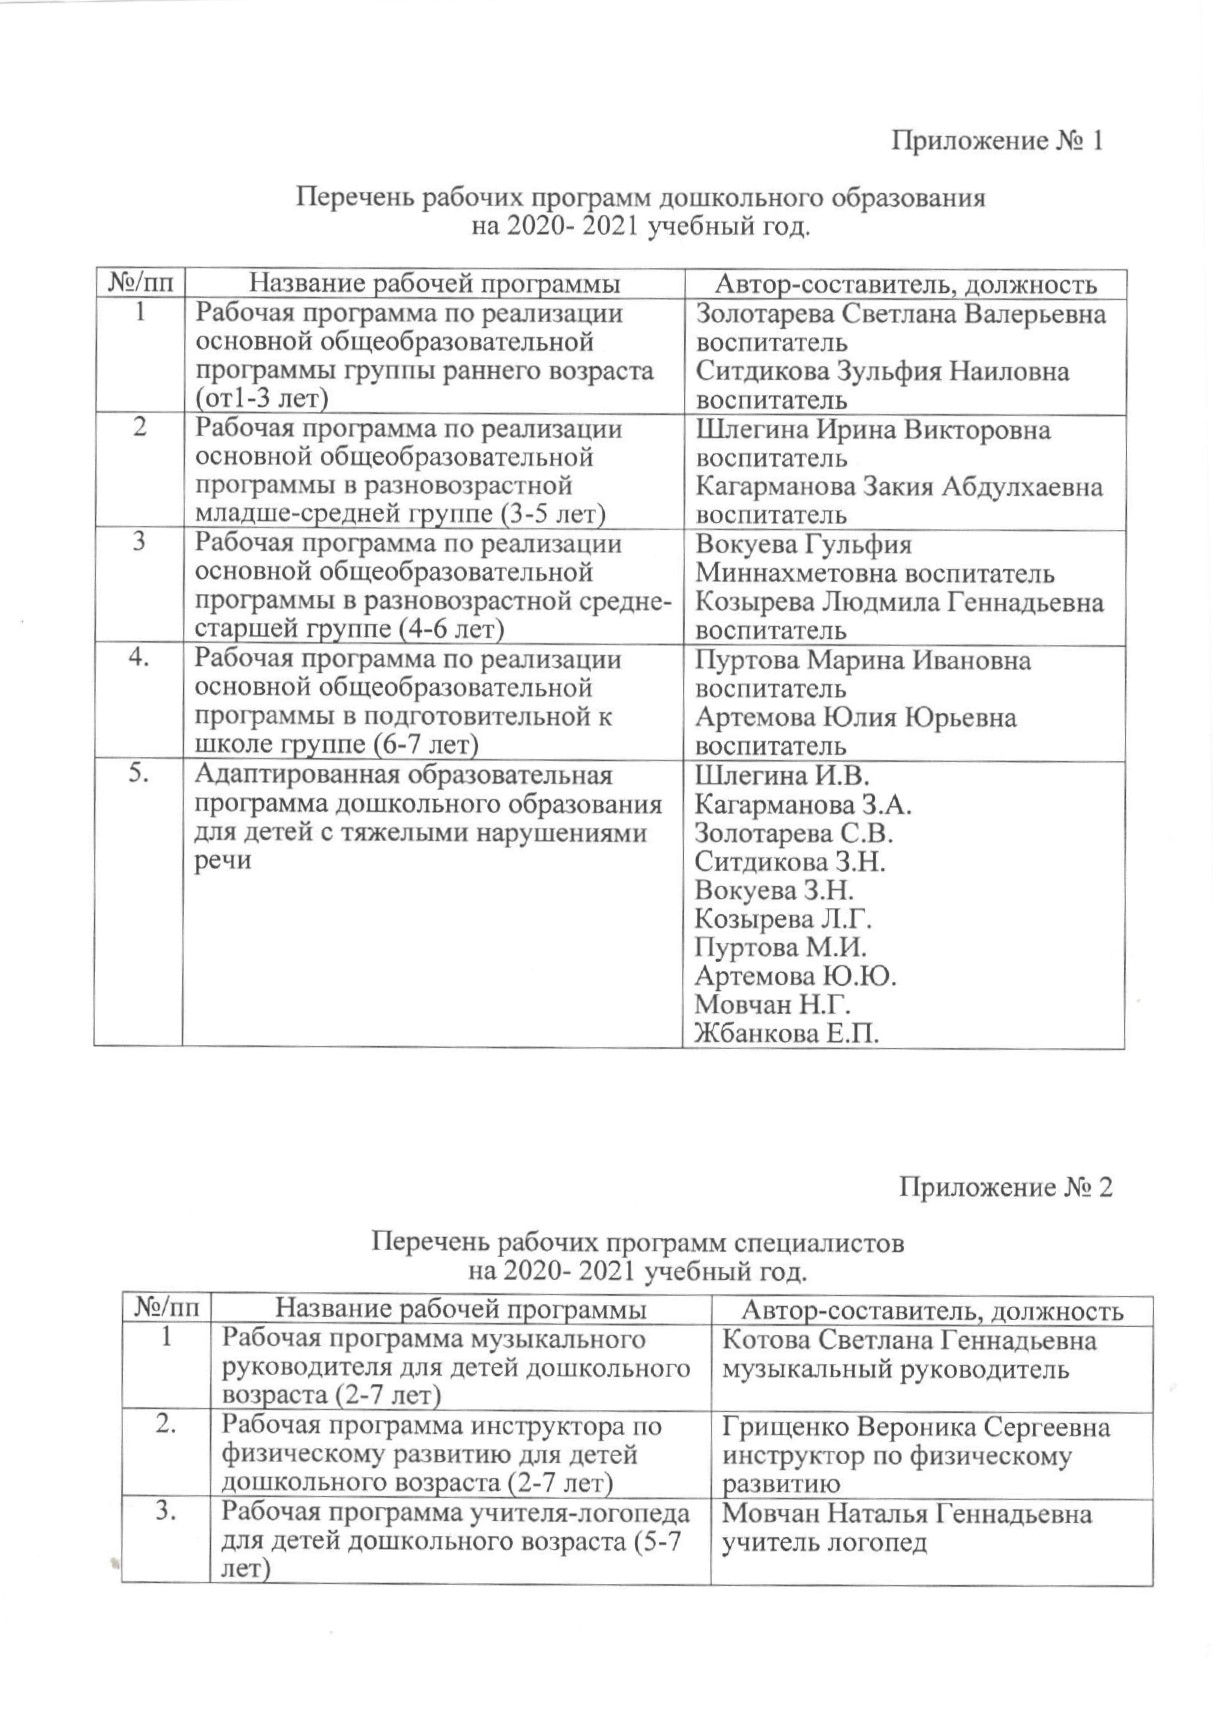 Приложение № 1
Перечень рабочих программ дошкольного образования
на 2020- 2021 учебный год.
№/пп Название рабочей программы Автор-составитель, должность
1 Рабочая программа по реализации Золотарева Светлана Валерьевна
основной общеобразовательной воспитатель
программы группы раннего возраста Ситдикова Зульфия Наиловна
(от1-3 лет) воспитатель
2 Рабочая программа по реализации Шлегина Ирина Викторовна
основной общеобразовательной воспитатель
программы в разновозрастной Кагарманова Закия Абдулхаевна
младше-средней группе (3-5 лет) воспитатель
3 Рабочая программа по реализации Вокуева Гульфия
основной общеобразовательной Миннахметовна воспитатель
программы в разновозрастной средне- Козырева Людмила Геннадьевна
старшей группе (4-6 лет) воспитатель
4. Рабочая программа по реализации Пуртова Марина Ивановна
основной общеобразовательной воспитатель
программы в подготовительной к Артемова Юлия Юрьевна
школе группе (6-7 лет) воспитатель
5. Адаптированная образовательная Шлегина И.В.
программа дошкольного образования Кагарманова З.А.
для детей с тяжелыми нарушениями Золотарева С.В.
речи Ситдикова З.Н.
Вокуева З.Н.
Козырева Л.Г.
Пуртова М.И.
Артемова Ю.Ю.
Мовчан Н.Г.
Жбанкова Е.П.
Приложение № 2
Перечень рабочих программ специалистов
на 2020- 2021 учебный год.
№/пп Название рабочей программы Автор-составитель, должность
1 Рабочая программа музыкального Котова Светлана Геннадьевна
руководителя для детей дошкольного музыкальный руководитель
возраста (2-7 лет)
2. Рабочая программа инструктора по Грищенко Вероника Сергеевна
физическому развитию для детей инструктор по физическому
дошкольного возраста (2-7 лет) развитию
3. Рабочая программа учителя-логопеда Мовчан Наталья Геннадьевна
для детей дошкольного возраста (5-7 учитель логопед
лет)